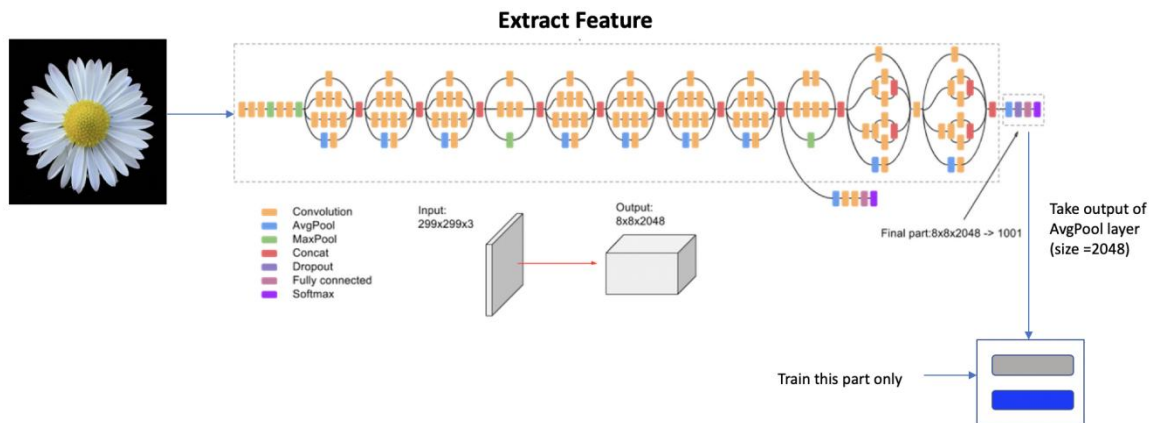 Extract Feature
Convolution
AvgPool
MaxPool
Concat
Dropout
Fully connected
Softmax
Input:
299x299x3
Output:
8x8x2048
Final part:8x8x2048 -> 1001
Take output of
AvgPool layer
(size =2048)
Train this part only